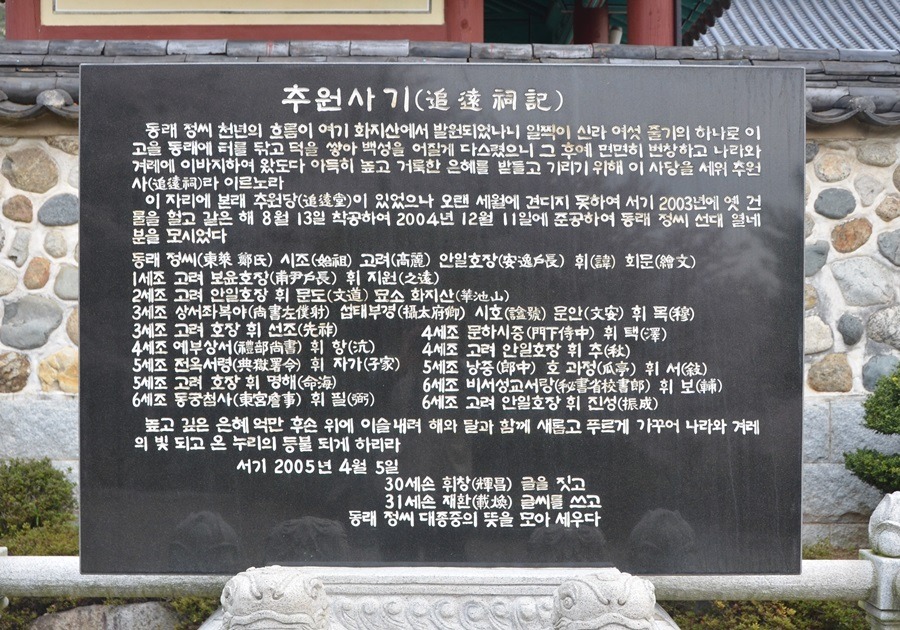 추원사기(追遠祠記)
동래 정씨 천년의 흐름이 여기 화지산에서 발원되었나니 일찍이 신라 여섯 줄기의 하나로 이
고을 동래에 터를 닦고 덕을 쌓아 백성을 어질게 다스렸으니 그 후예 면면히 번창하고 나라와
겨레에 이바지하여 왔도다 아득히 높고 거룩한 은혜를 받들고 기리기 위해 이 사당을 세워 추원
사(追遠祠)라 이르노라
이 자리에 본래 추원당(追遠堂)이 있었으나 오랜 세월에 견디지 못하여 서기 2003년에 옛 건
물을 헐고 같은 해 8월 13일 착공하여 2004년 12월 11일에 준공하여 동래 정씨 선대 열네
분을 모시었다
동래 정씨(東萊 鄭氏) 시조(始祖) 고려(高麗) 안일호장(安逸戶長) 휘(諱) 회문(繪文)
1세조 고려 보윤호장(甫尹戶長) 휘 지원(之遠)
2세조 고려 안일호장 휘 문도(文道) 묘소 화지산(華池山)
3세조 상서좌복야(尙書左僕射) 섭태부경(攝太府卿) 시호(諡號) 문안(文安) 휘 목(穆)
3세조 고려 호장 휘 선조(先祚) 4세조 문하시중(門下侍中) 휘 택(澤)
4세조 예부상서(禮部尙書) 휘 항(沆) 4세조 고려 안일호장 휘 추(秋)
5세조 전옥서령(典獄署令) 휘 자가(子家) 5세조 낭중(郎中) 호 과정(瓜亭) 휘 서(敍)
5세조 고려 호장 휘 명해(命海) 6세조 비서성교서랑(秘書省校書郎) 휘 보(輔)
6세조 동궁첨사(東宮詹事) 휘 필(弼) 6세조 고려 안일호장 휘 진성(振成)
높고 깊은 은혜 억만 후손 위에 이슬내려 해와 달과 함께 새롭고 푸르게 가꾸어 나라와 겨레
의 빛 되고 온 누리의 등불 되게 하리라
서기 2005년 4월 5일
30세손 휘창(輝昌) 글을 짓고
31세손 재환(載煥) 글씨를 쓰고
동래 정씨 대종중의 뜻을 모아 세우다